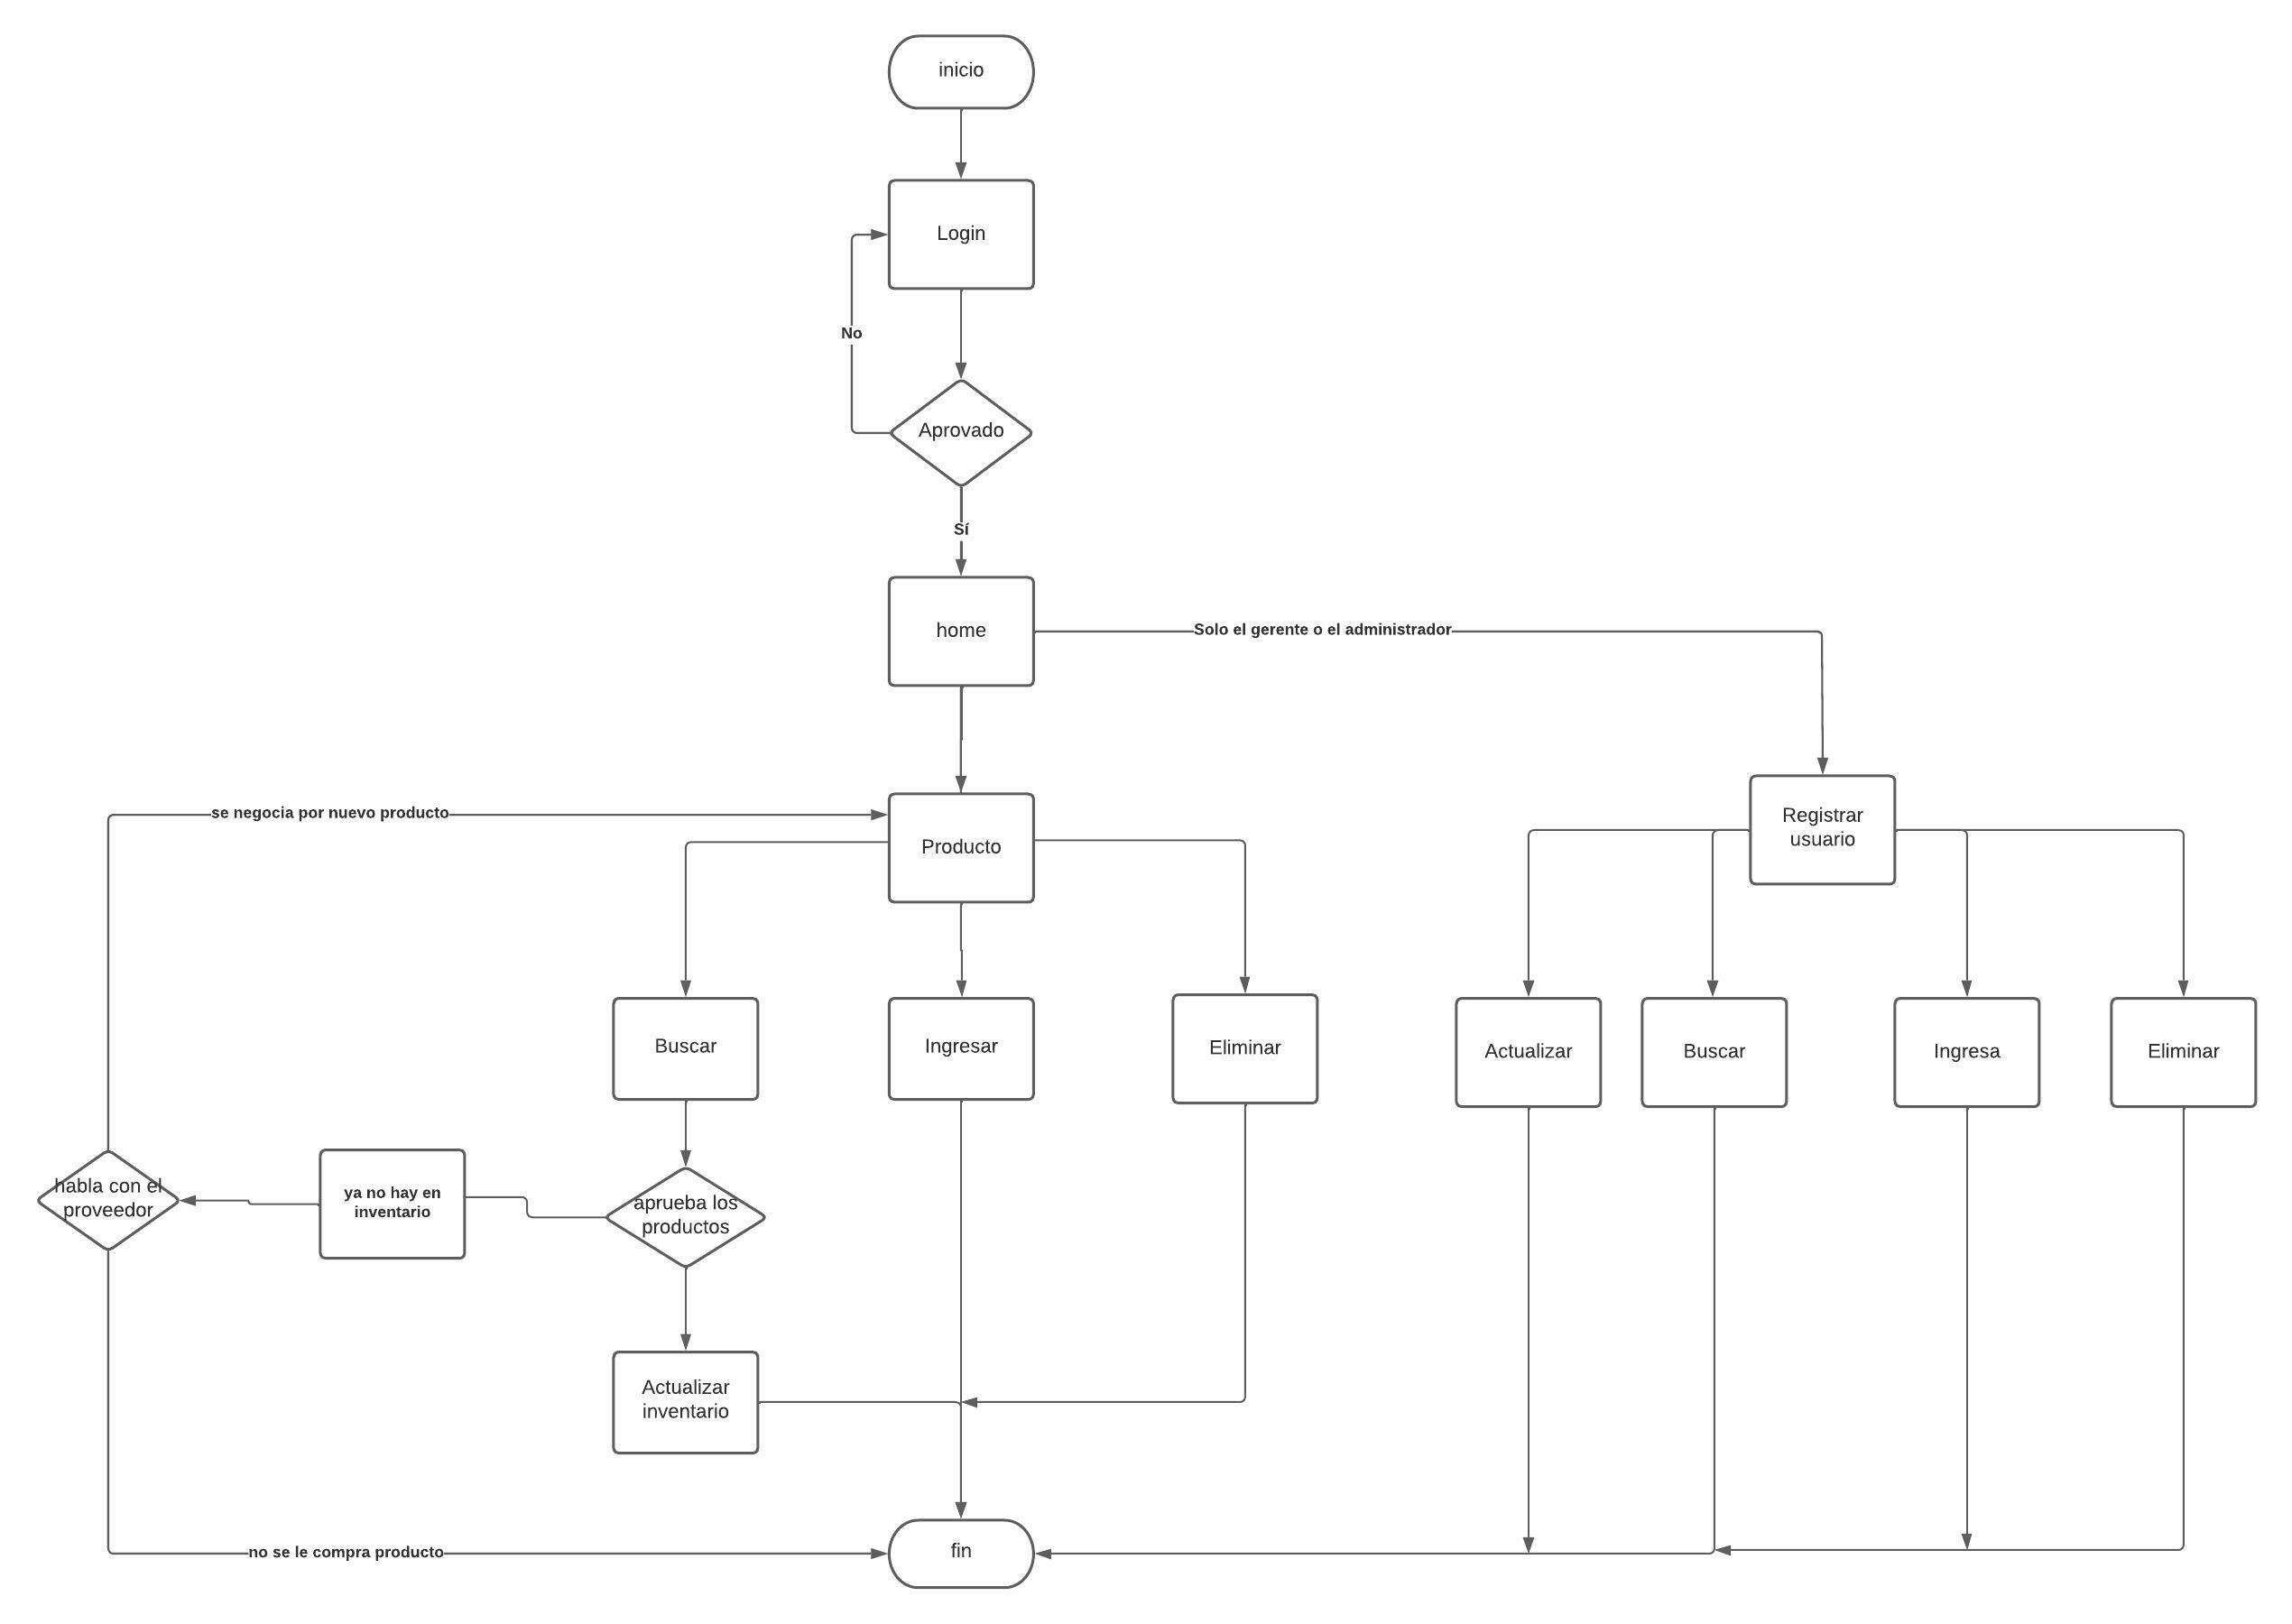 inicio
Login
No
Aprovado
Sí
home
Solo el gerente o el administrador
se negocia por nuevo producto
Producto
Registrar
usuario
Buscar
Ingresar
Eliminar
Actualizar
Buscar
Ingresa
Eliminar
habla con el
proveedor
ya no hay en
inventario
aprueba los
productos
Actualizar
inventario
no se le compra producto
fin